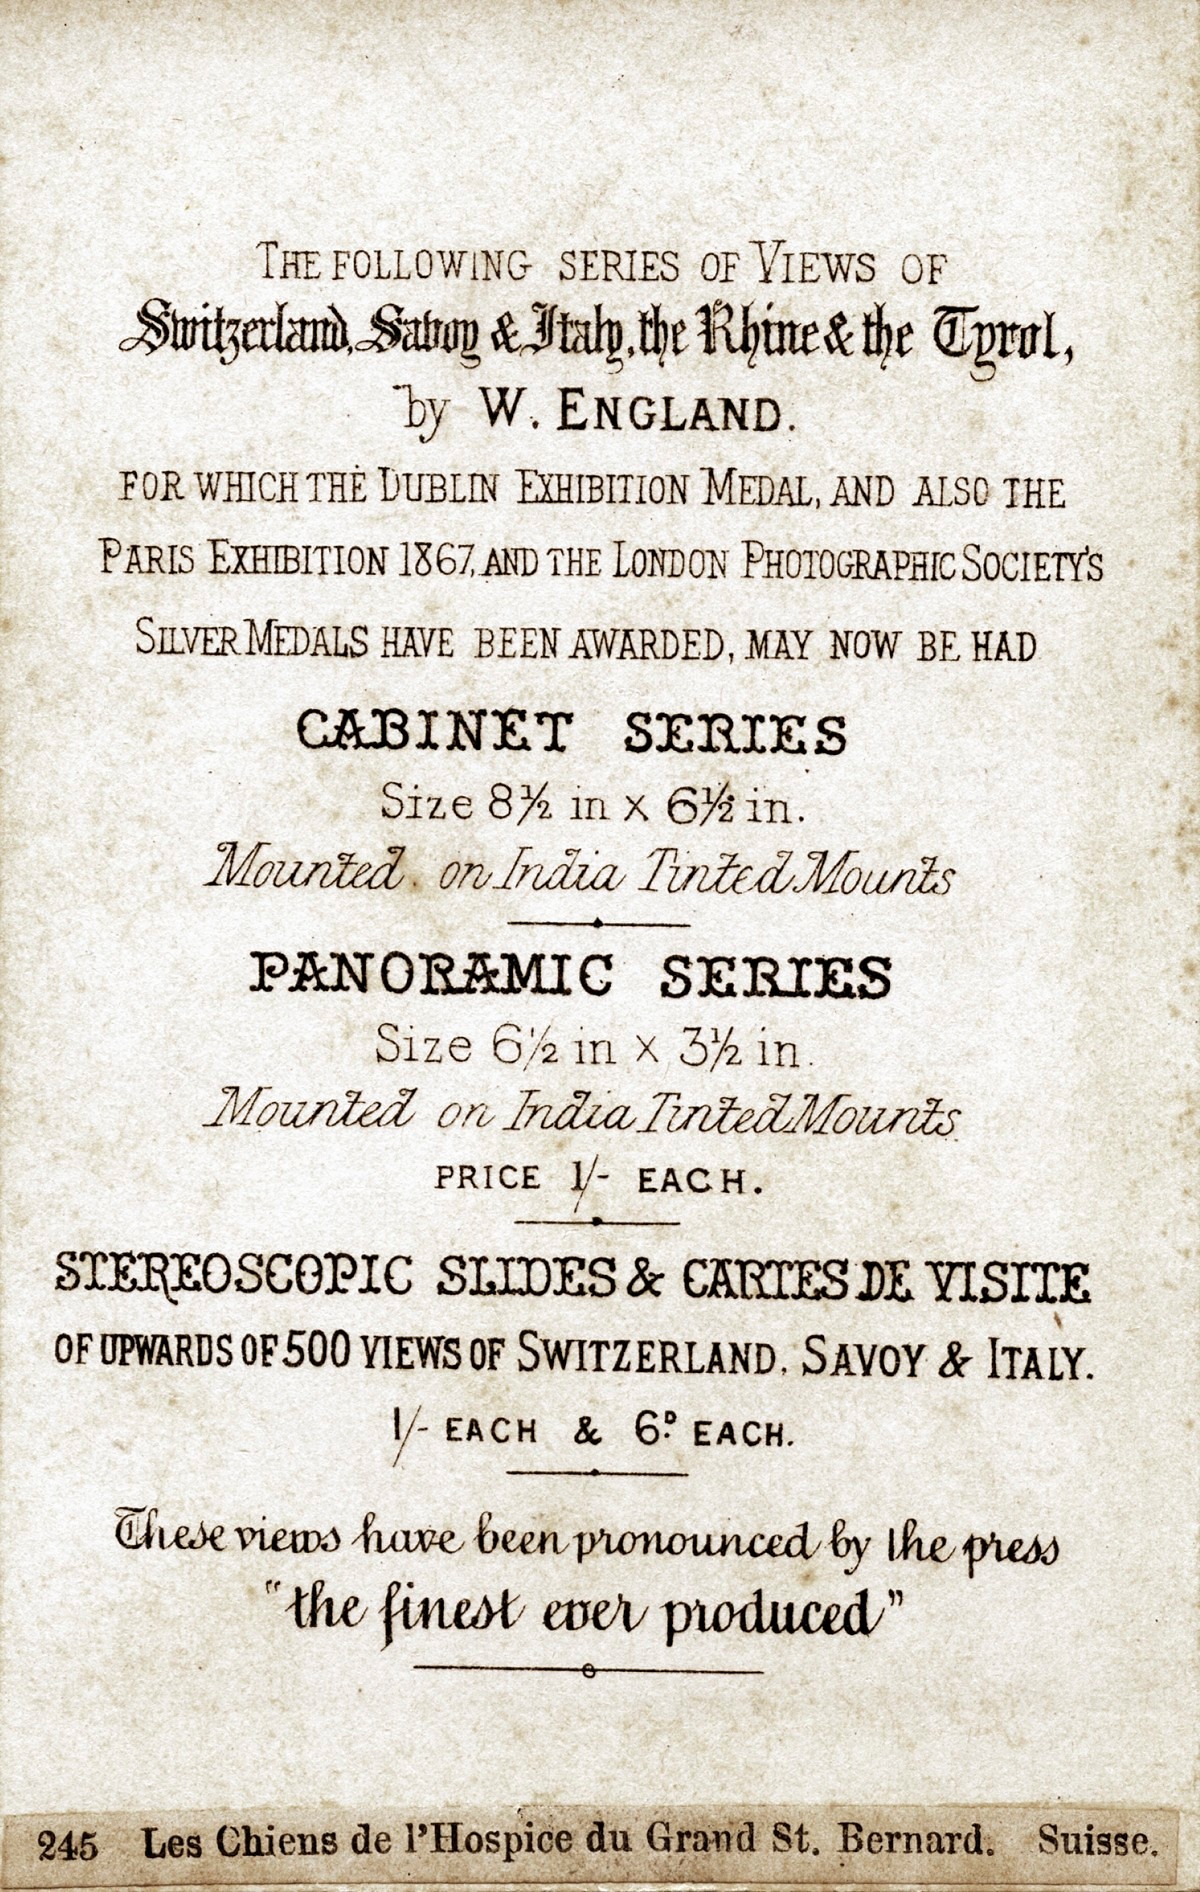 THE FOLLOWING SERIES OF VIEWS OF
Switzerland, Savoy & Italy, the Rhine & the Tyrol,
by W. ENGLAND.
FOR WHICH THE DUBLIN EXHIBITION MEDAL, AND ALSO THE
PARIS EXHIBITION 1867, AND THE LONDON PHOTOGRAPHIC SOCIETY'S
SILVER MEDALS HAVE BEEN AWARDED, MAY NOW BE HAD
CABINET SERIES
Size 8½ in x 6½ in.
Mounted on India Tinted Mounts
PANORAMIC SERIES
Size 6½ in x 3½ in.
Mounted on India Tinted Mounts.
PRICE 1/- EACH.
STEREOSCOPIC SLIDES & CARTES DE VISITE
OF UPWARDS OF 500 VIEWS OF SWITZERLAND, SAVOY & ITALY.
1/- EACH & 6D. EACH.
These views have been pronounced by the press
"the finest ever produced"
245 Les Chiens de l'Hospice du Grand St. Bernard. Suisse.